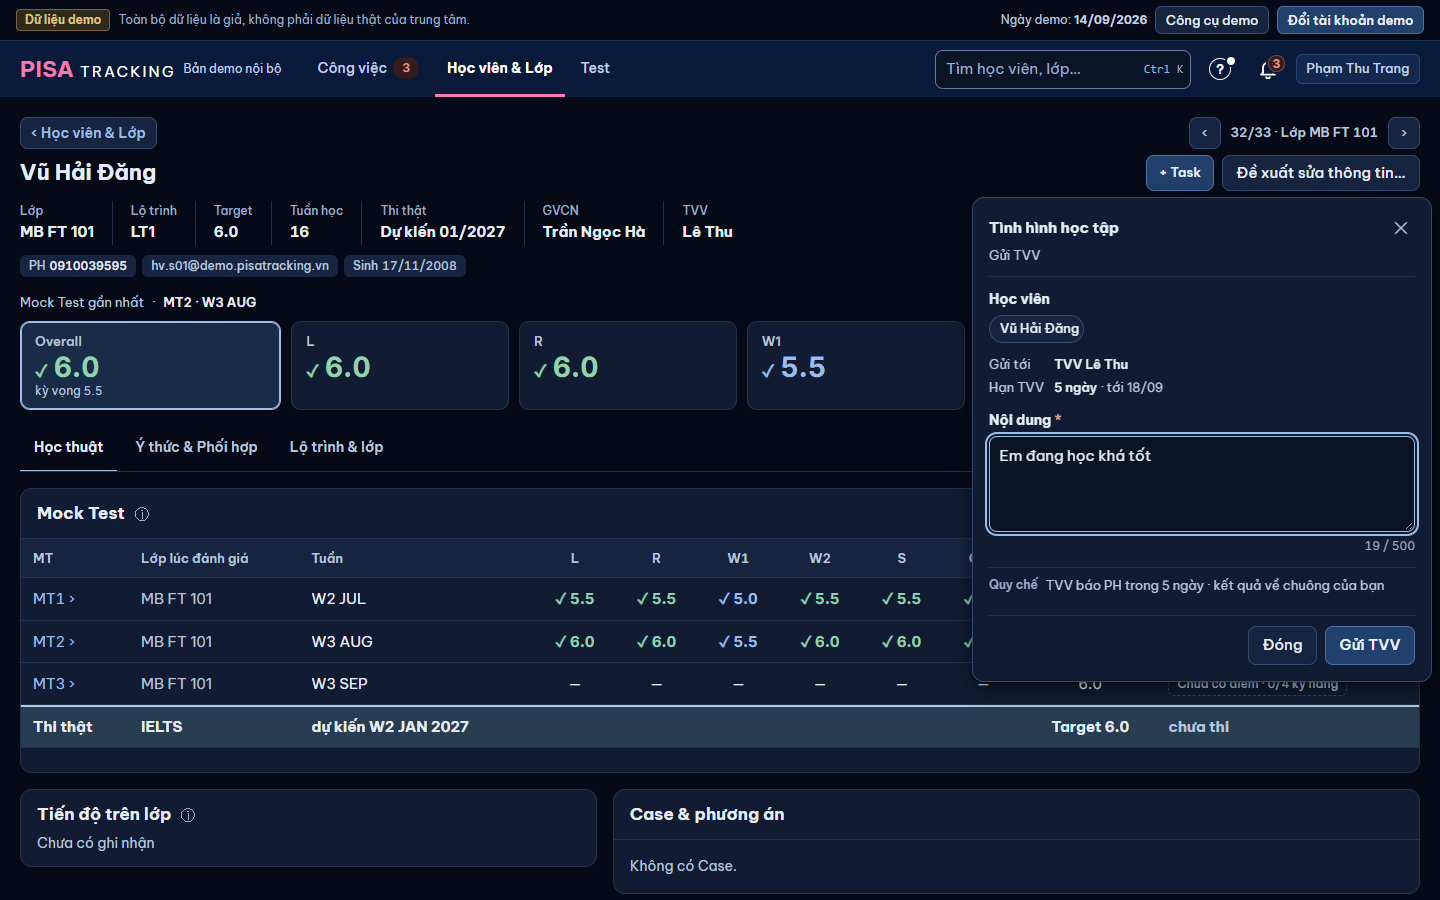 Dữ liệu demo Toàn bộ dữ liệu là giả, không phải dữ liệu thật của trung tâm. Ngày demo: 14/09/2026 Công cụ demo Đổi tài khoản demo
PISA TRACKING Bản demo nội bộ Công việc 3 Học viên & Lớp Test Tìm học viên, lớp... Ctrl K ? 3 Phạm Thu Trang
‹ Học viên & Lớp ‹ 32/33 · Lớp MB FT 101 ›
Vũ Hải Đăng + Task Đề xuất sửa thông tin...
Lớp Lộ trình Target Tuần học Thi thật GVCN TVV
MB FT 101 LT1 6.0 16 Dự kiến 01/2027 Trần Ngọc Hà Lê Thu
PH 0910039595 hv.s01@demo.pisatracking.vn Sinh 17/11/2008
Mock Test gần nhất · MT2 · W3 AUG
Overall L R W1
✓ 6.0 ✓ 6.0 ✓ 6.0 ✓ 5.5
kỳ vọng 5.5
Học thuật Ý thức & Phối hợp Lộ trình & lớp
Mock Test ⓘ
MT Lớp lúc đánh giá Tuần L R W1 W2 S
MT1 › MB FT 101 W2 JUL ✓ 5.5 ✓ 5.5 ✓ 5.0 ✓ 5.5 ✓ 5.5 ✓
MT2 › MB FT 101 W3 AUG ✓ 6.0 ✓ 6.0 ✓ 5.5 ✓ 6.0 ✓ 6.0 ✓
MT3 › MB FT 101 W3 SEP — — — — — — 6.0 Chưa có điểm · 0/4 kỹ năng
Thi thật IELTS dự kiến W2 JAN 2027 Target 6.0 chưa thi
Tình hình học tập
Gửi TVV
Học viên
Vũ Hải Đăng
Gửi tới TVV Lê Thu
Hạn TVV 5 ngày · tới 18/09
Nội dung *
Em đang học khá tốt
19 / 500
Quy chế TVV báo PH trong 5 ngày · kết quả về chuông của bạn
Đóng Gửi TVV
Tiến độ trên lớp ⓘ
Chưa có ghi nhận
Case & phương án
Không có Case.